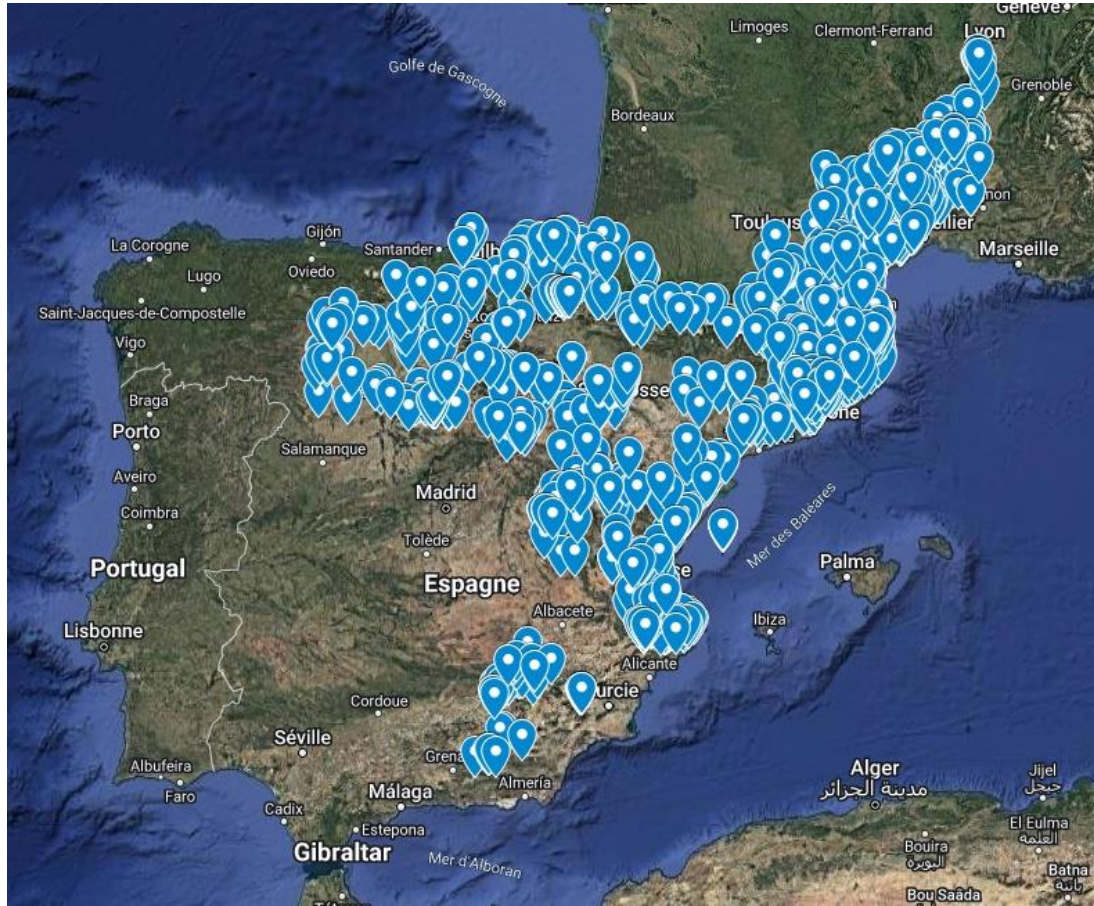 Genève
Limoges
Clermont-Ferrand
Lyon
Golfe de Gascogne
Grenoble
Bordeaux
La Corogne
Gijón
Santander
Oviedo
Lugo
Marseille
Saint-Jacques-de-Compostelle
Vigo
Braga
Porto
Salamanque
Aveiro
Madrid
Coimbra
Tolède
Mer des Baléares
Portugal
Espagne
Palma
Albacete
Ibiza
Lisbonne
Alicante
Cordoue
Séville
Albufeira
Faro
Almería
Málaga
Cadix
Estepona
Gibraltar
Mer d'Alboran
Alger
مدينة الجزائر
Jijel
جيجل
El Eulma
العلمة
Bouira
البويرة
Batna
باتنة
Bou Saâda